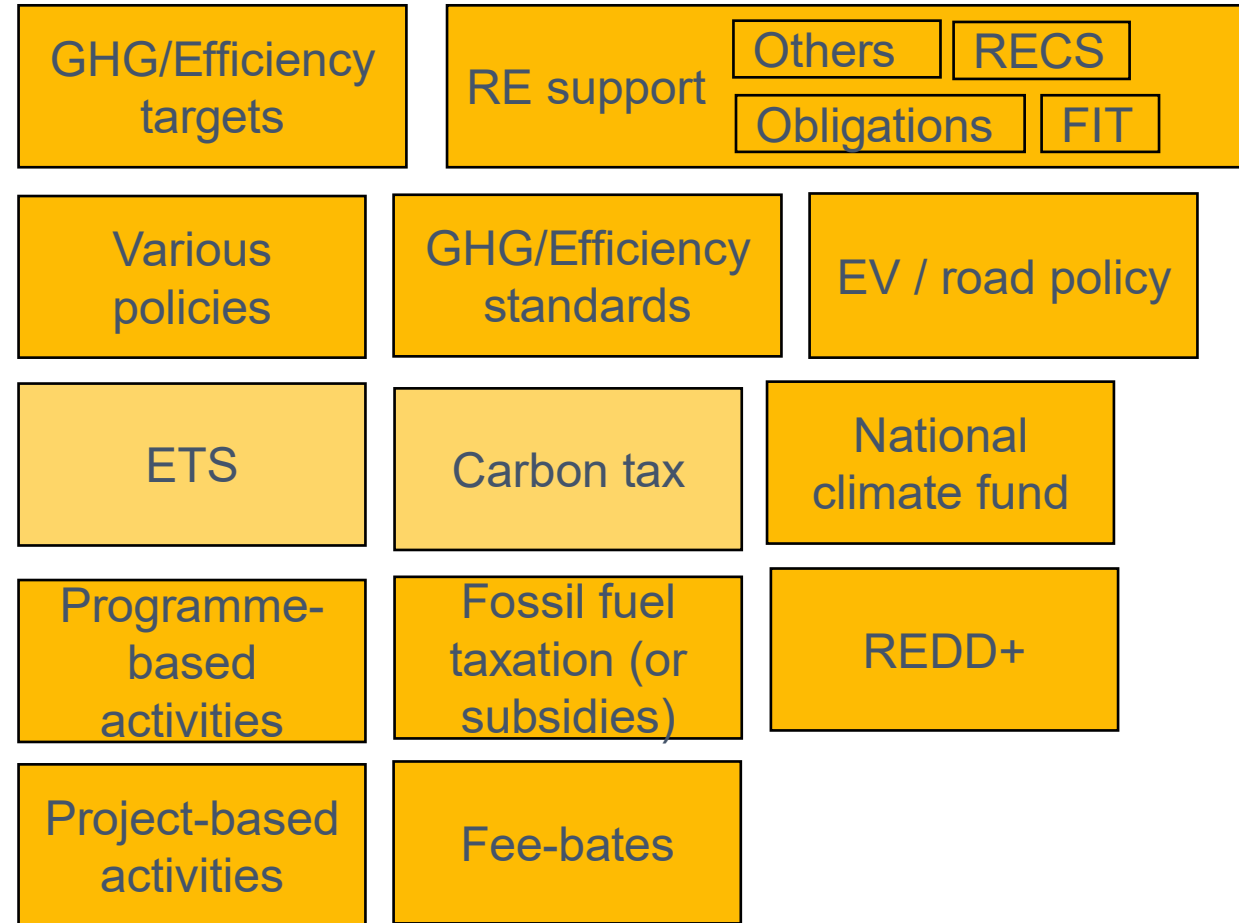 GHG/Efficiency
targets
RE support
Others
RECS
Obligations
FIT
Various
policies
GHG/Efficiency
standards
EV / road policy
ETS
Carbon tax
National
climate fund
Programme-
based
activities
Fossil fuel
taxation (or
subsidies)
REDD+
Project-based
activities
Fee-bates